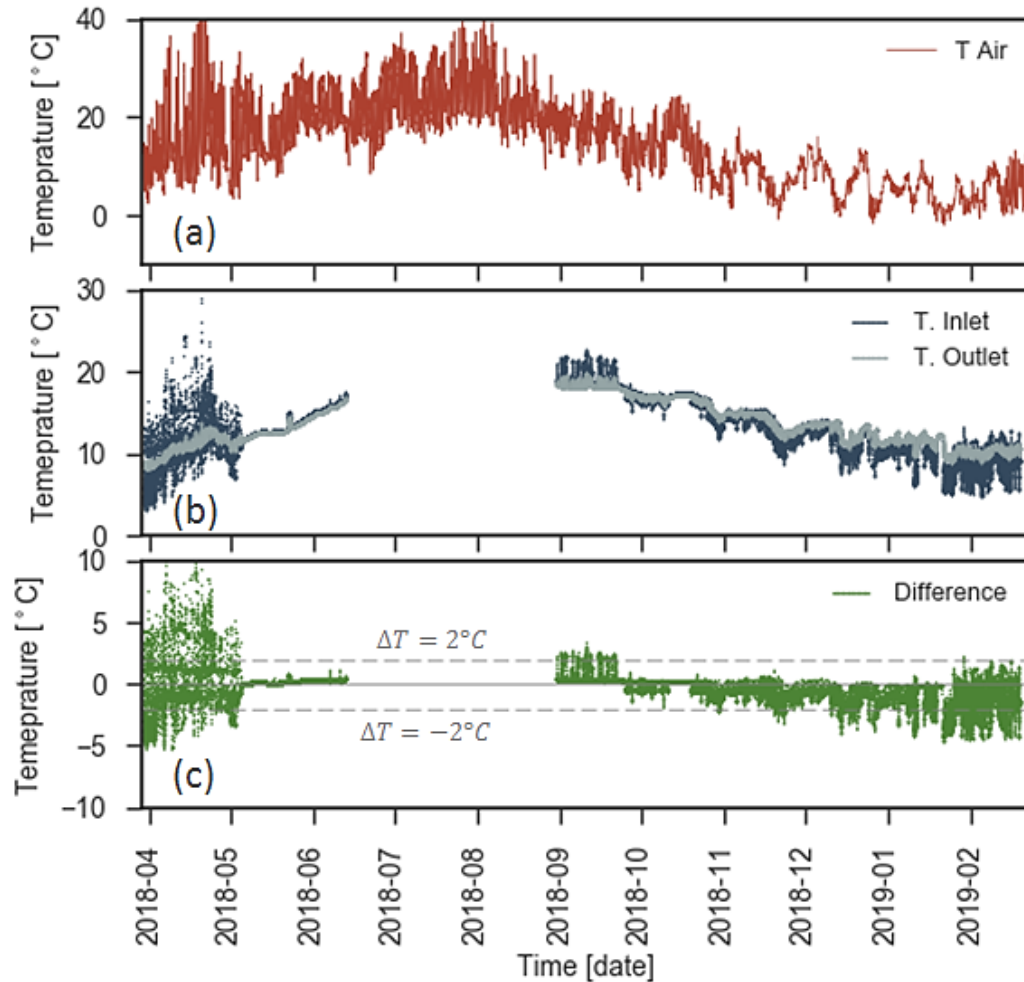 40
20
0
Temeprature [°C]
T Air
(a)
30
20
10
0
Temeprature [°C]
T. Inlet
T. Outlet
(b)
10
5
0
−5
−10
Temeprature [°C]
Difference
ΔT = 2°C
ΔT = −2°C
(c)
2018-04
2018-05
2018-06
2018-07
2018-08
2018-09
2018-10
2018-11
2018-12
2019-01
2019-02
Time [date]